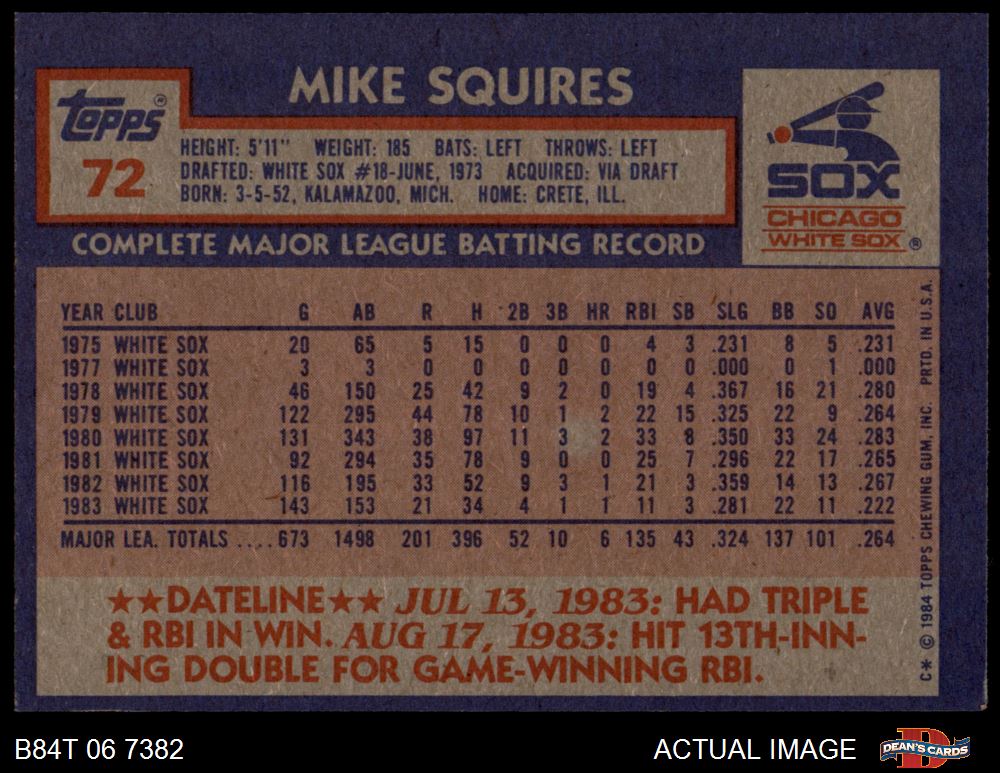 MIKE SQUIRES
topps®
72
HEIGHT: 5'11" WEIGHT: 185 BATS: LEFT THROWS: LEFT
DRAFTED: WHITE SOX #18-JUNE, 1973 ACQUIRED: VIA DRAFT
BORN: 3-5-52, KALAMAZOO, MICH. HOME: CRETE, ILL.
SOX
CHICAGO
WHITE SOX ®
COMPLETE MAJOR LEAGUE BATTING RECORD
YEAR CLUB G AB R H 2B 3B HR RBI SB SLG BB SO AVG
1975 WHITE SOX 20 65 5 15 0 0 0 4 3 .231 8 5 .231
1977 WHITE SOX 3 3 0 0 0 0 0 0 0 .000 0 1 .000
1978 WHITE SOX 46 150 25 42 9 2 0 19 4 .367 16 21 .280
1979 WHITE SOX 122 295 44 78 10 1 2 22 15 .325 22 9 .264
1980 WHITE SOX 131 343 38 97 11 3 2 33 8 .350 33 24 .283
1981 WHITE SOX 92 294 35 78 9 0 0 25 7 .296 22 17 .265
1982 WHITE SOX 116 195 33 52 9 3 1 21 3 .359 14 13 .267
1983 WHITE SOX 143 153 21 34 4 1 1 11 3 .281 22 11 .222
MAJOR LEA. TOTALS ....673 1498 201 396 52 10 6 135 43 .324 137 101 .264
★★DATELINE★★ JUL 13, 1983: HAD TRIPLE
& RBI IN WIN. AUG 17, 1983: HIT 13TH-INN-
ING DOUBLE FOR GAME-WINNING RBI.
C* © 1984 TOPPS CHEWING GUM, INC. PRTD. IN U.S.A.
B84T 06 7382
ACTUAL IMAGE
DEAN'S CARDS